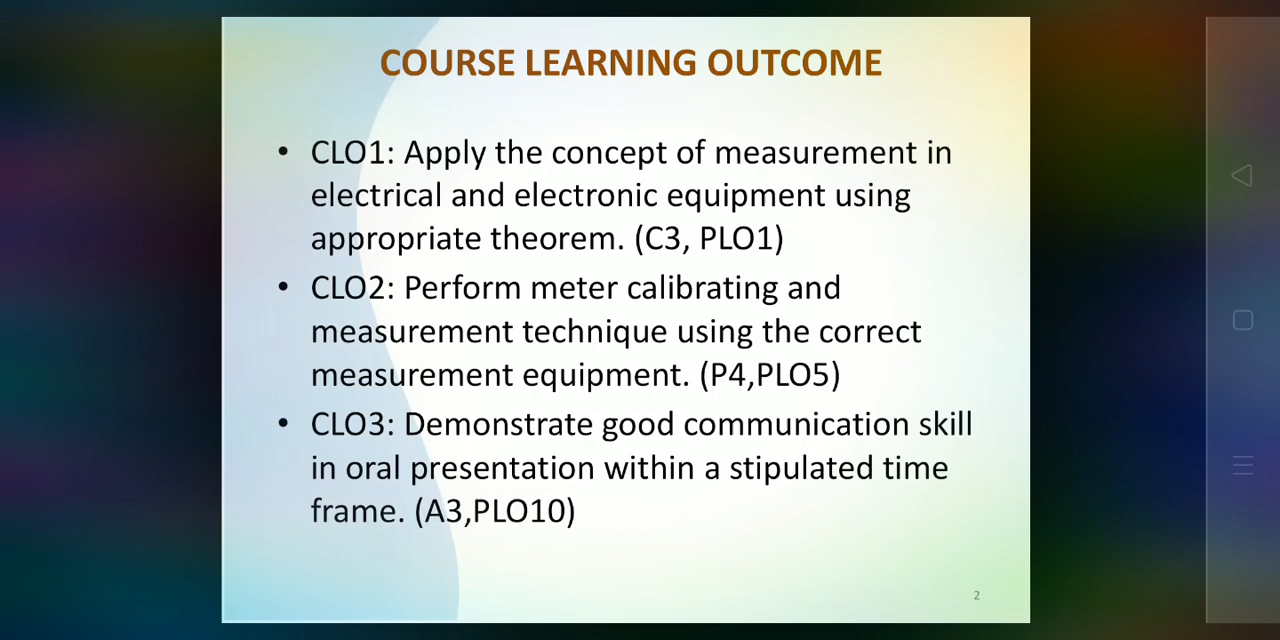 COURSE LEARNING OUTCOME
• CLO1: Apply the concept of measurement in
electrical and electronic equipment using
appropriate theorem. (C3, PLO1)
• CLO2: Perform meter calibrating and
measurement technique using the correct
measurement equipment. (P4,PLO5)
• CLO3: Demonstrate good communication skill
in oral presentation within a stipulated time
frame. (A3,PLO10)
2